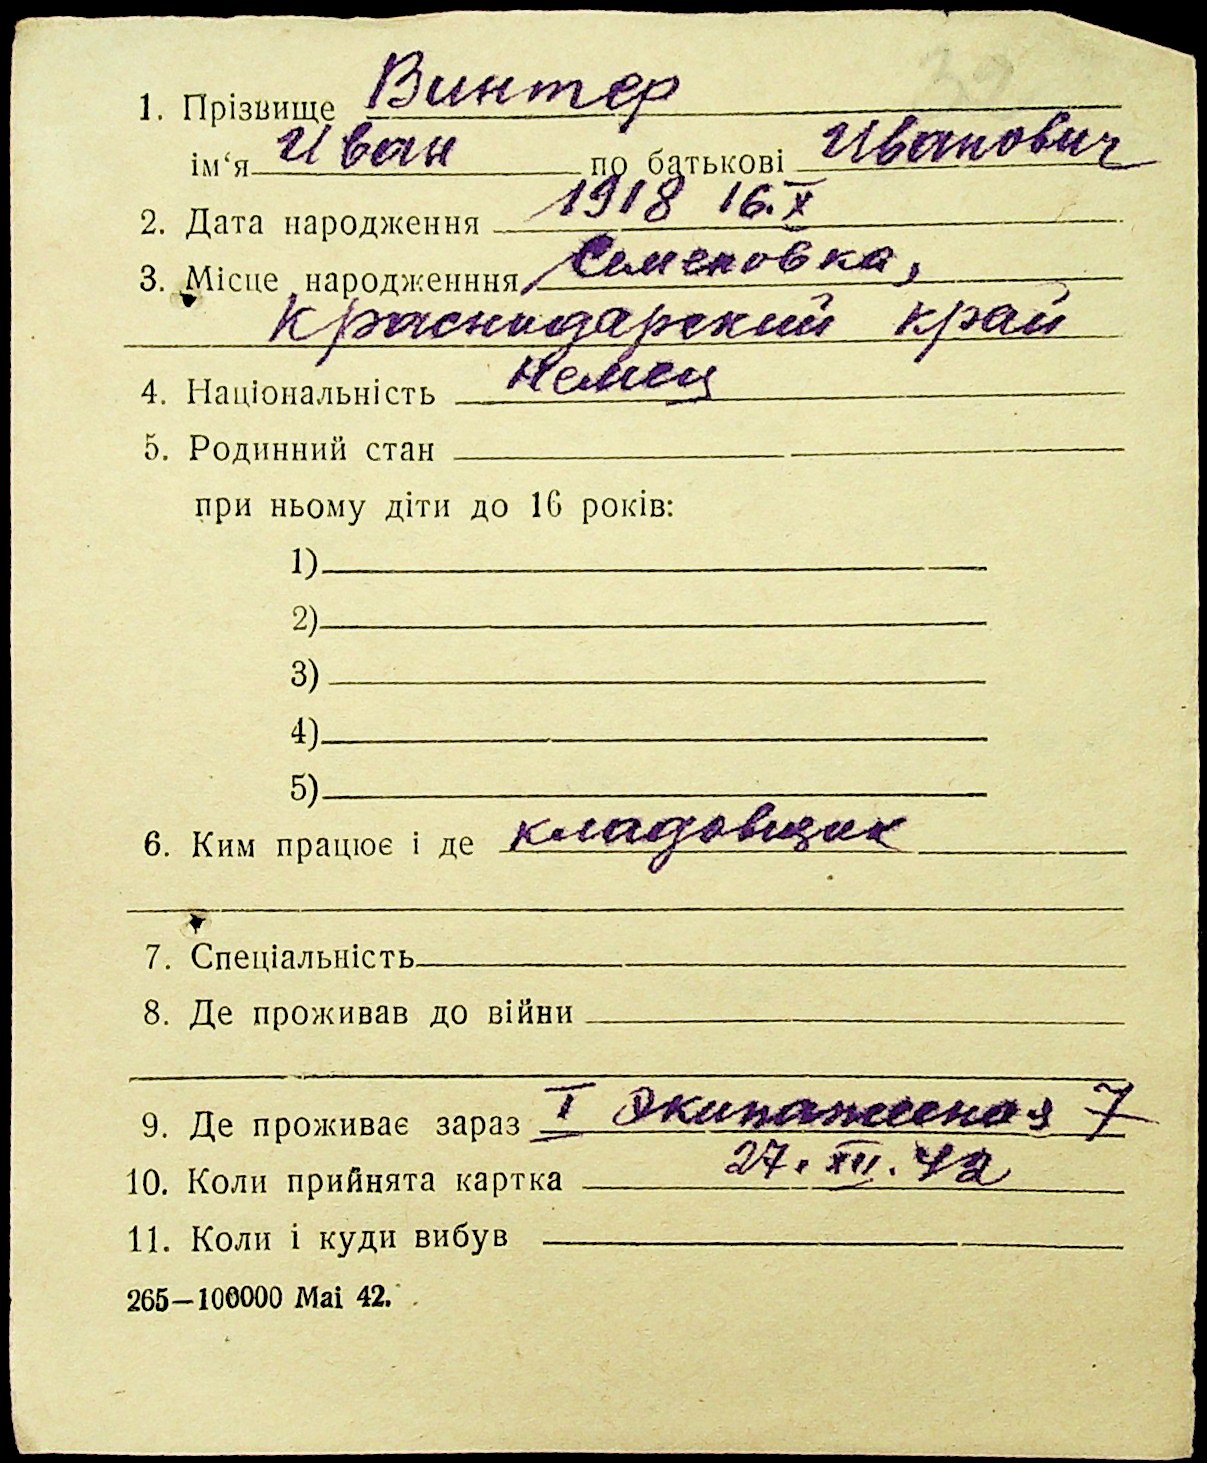 1. Прізвище Винтер
ім‘я Иван по батькові Иванович
2. Дата народження 1918 16.X
3. Місце народженння Семеновка,
Краснодарский край
4. Національність немец
5. Родинний стан
при ньому діти до 16 років:
1)
2)
3)
4)
5)
6. Ким працює і де кладовщик
7. Спеціальність
8. Де проживав до війни
9. Де проживає зараз I Экипажеская 7
10. Коли прийнята картка 27. XII. 42
11. Коли і куди вибув
265—100000 Mai 42.